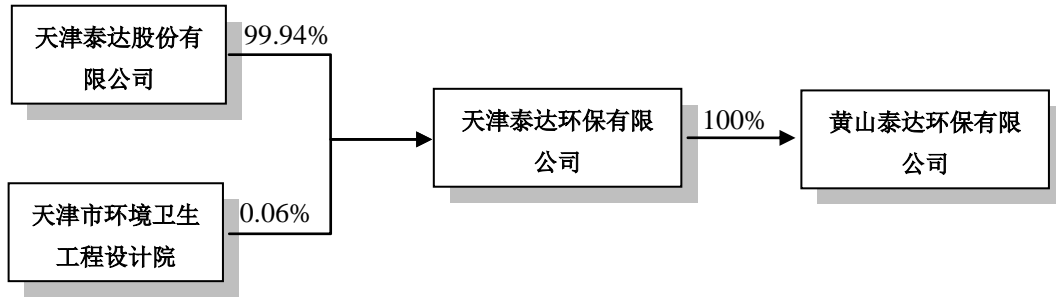 天津泰达股份有
限公司
99.94%
天津市环境卫生
工程设计院
0.06%
天津泰达环保有限
公司
100%
黄山泰达环保有限
公司